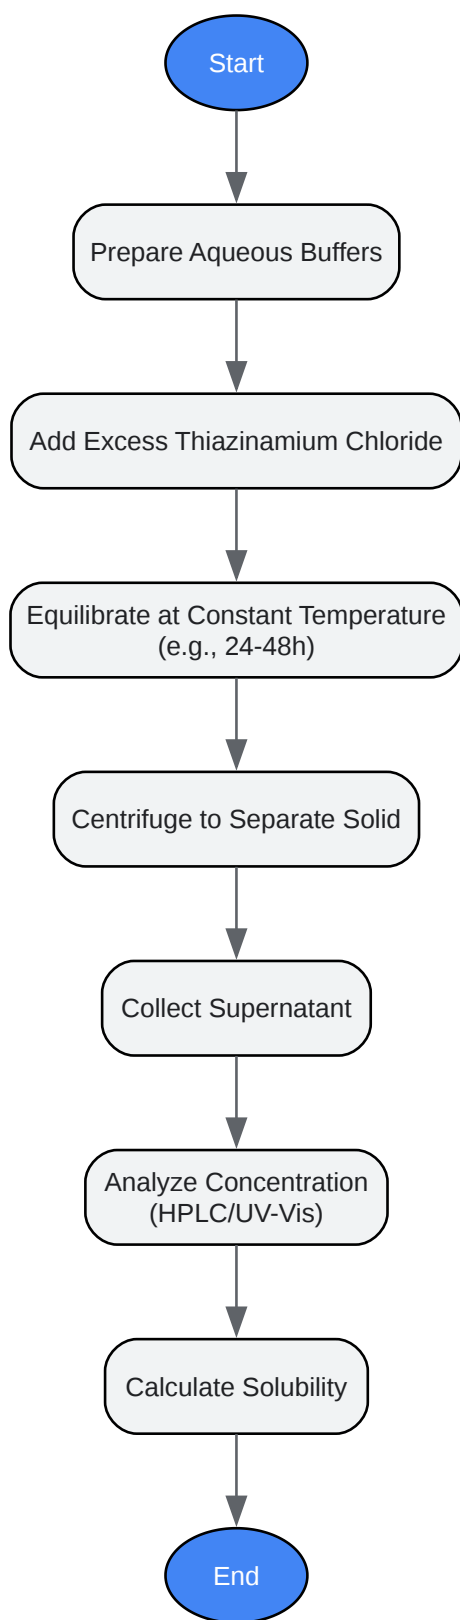 Start
Prepare Aqueous Buffers
Add Excess Thiazinamium Chloride
Equilibrate at Constant Temperature
(e.g., 24-48h)
Centrifuge to Separate Solid
Collect Supernatant
Analyze Concentration
(HPLC/UV-Vis)
Calculate Solubility
End